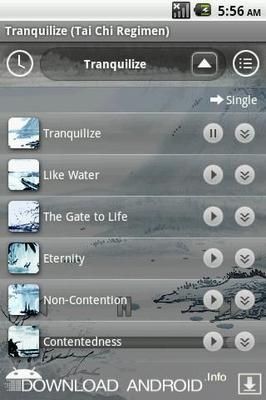 5:56 AM
Tranquilize (Tai Chi Regimen)
Tranquilize
Single
Tranquilize
Like Water
The Gate to Life
Eternity
Non-Contention
Contentedness
DOWNLOAD ANDROID.Info